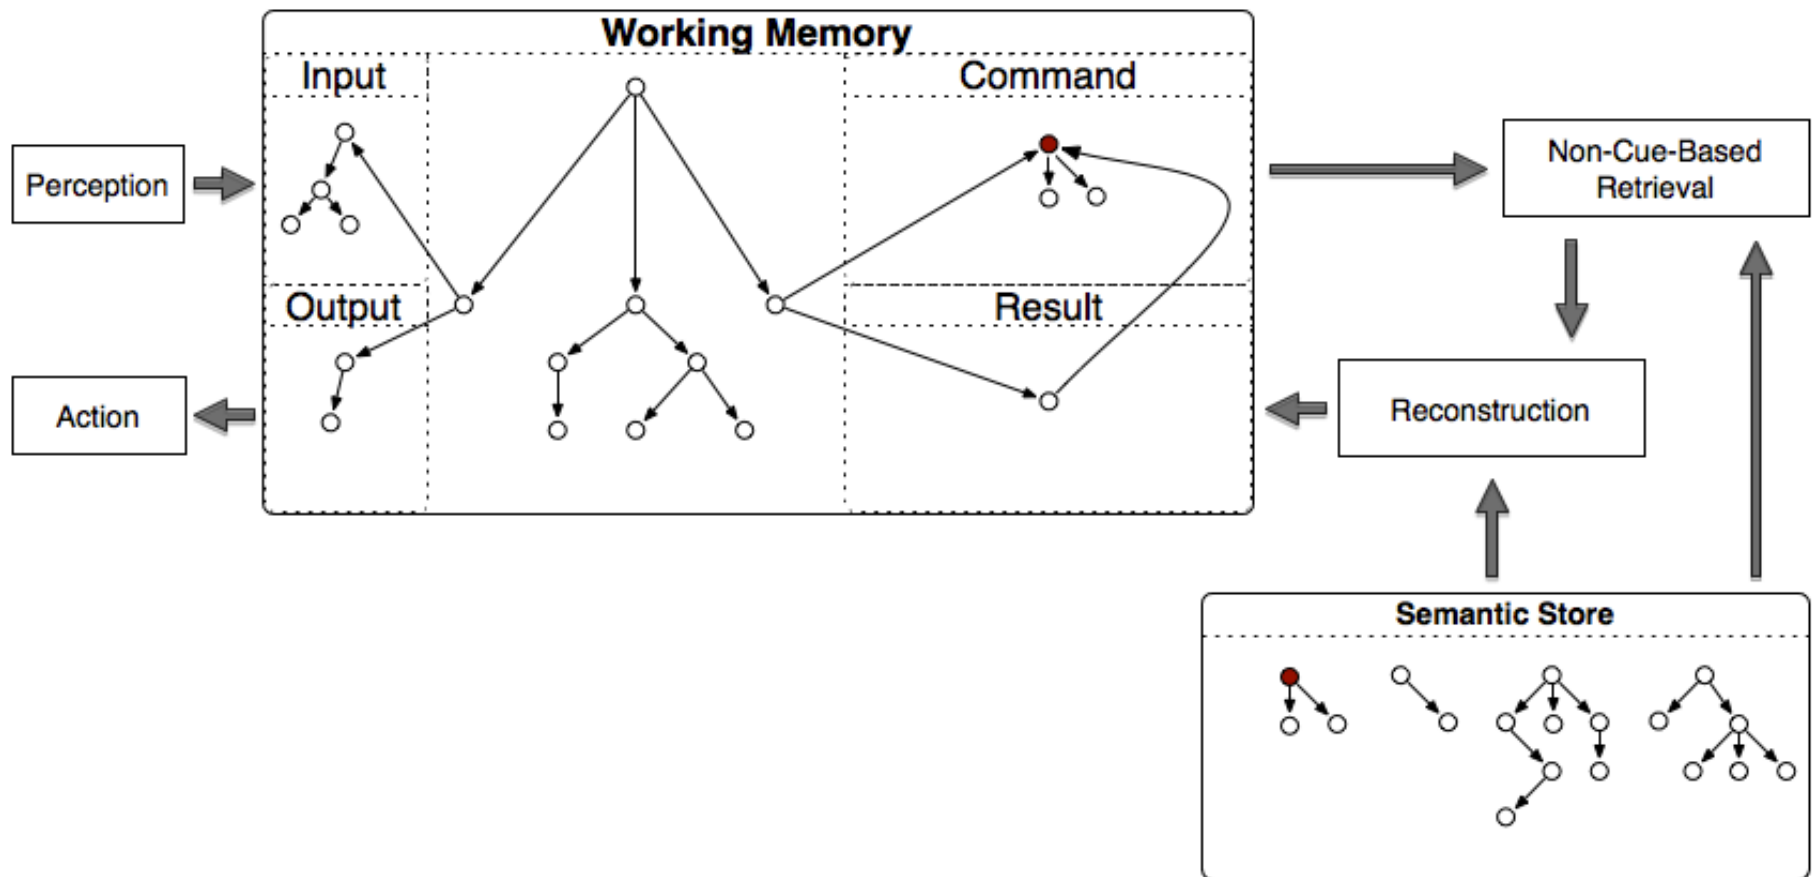 Working Memory
Input
Command
Perception
Non-Cue-Based
Retrieval
Output
Result
Action
Reconstruction
Semantic Store